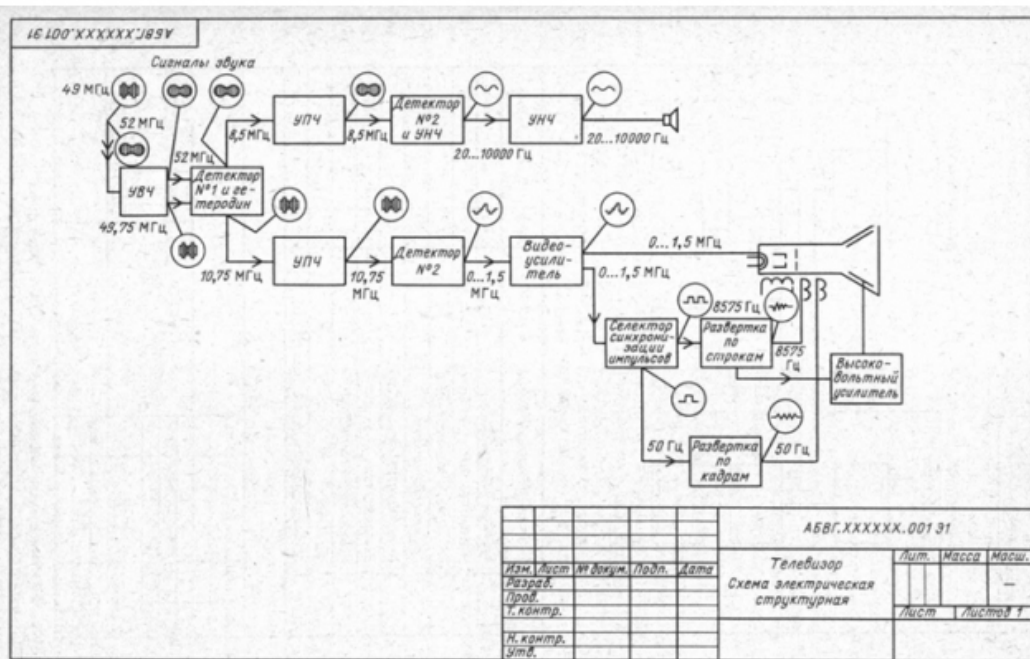 АБВГ.XXXXXX.001 Э1
Сигналы звука
49 МГц
52 МГц
52 МГц
УВЧ
49,75 МГц
Детектор
№1 и ге-
теродин
8,5 МГц
УПЧ
8,5 МГц
Детектор
№2
и УНЧ
20...10000 Гц
УНЧ
20...10000 Гц
10,75 МГц
УПЧ
10,75
МГц
Детектор
№2
0...1,5
МГц
Видео-
усили-
тель
0...1,5 МГц
0...1,5 МГц
Селектор
синхрони-
зации
импульсов
8575 Гц
Развертка
по
строкам
8575
Гц
Высоко-
вольтный
усилитель
50 Гц
Развертка
по
кадрам
50 Гц
АБВГ.XXXXXX.001 Э1
Изм. Лист № докум. Подп. Дата
Разраб.
Пров.
Т. контр.
Н. контр.
Утв.
Телевизор
Схема электрическая
структурная
Лит. Масса Масш.
–
Лист Листов 1